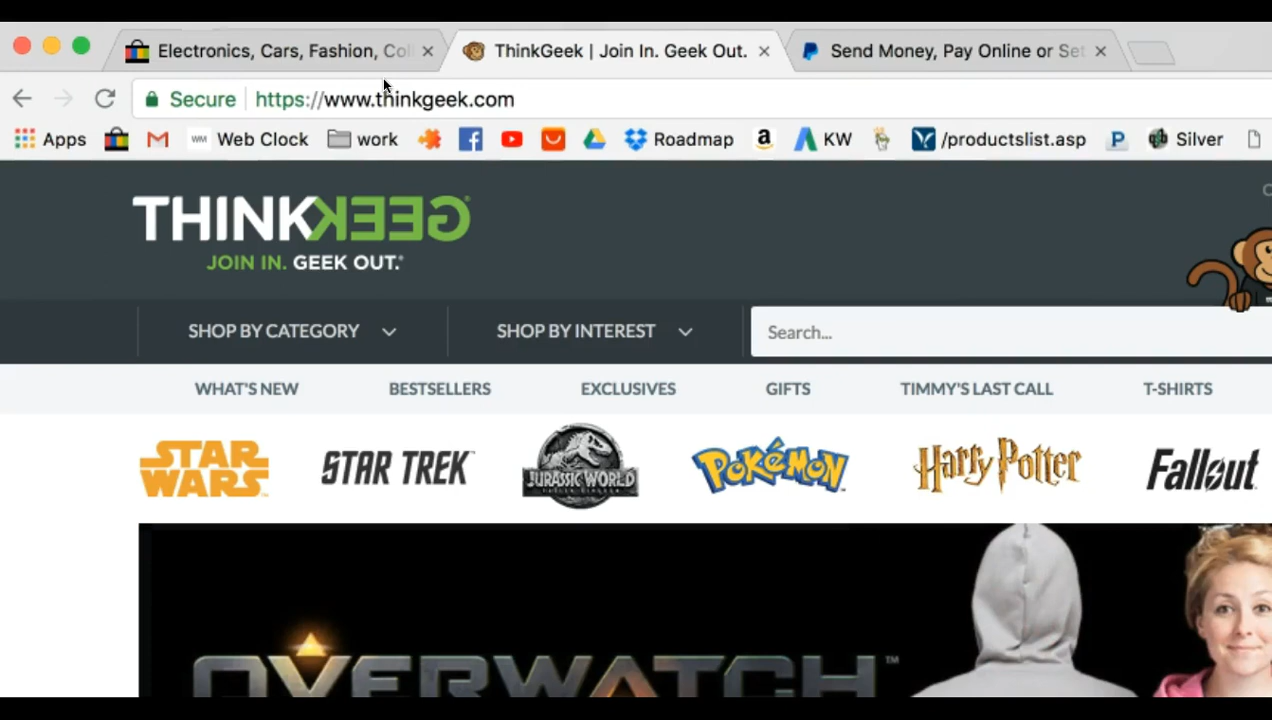 Electronics, Cars, Fashion, Col
ThinkGeek | Join In. Geek Out.
Send Money, Pay Online or Set
Secure https://www.thinkgeek.com
Apps Web Clock work Roadmap KW /productslist.asp Silver
THINKGEEK®
JOIN IN. GEEK OUT.®
SHOP BY CATEGORY SHOP BY INTEREST Search...
WHAT'S NEW BESTSELLERS EXCLUSIVES GIFTS TIMMY'S LAST CALL T-SHIRTS
STAR WARS STAR TREK JURASSIC WORLD FALLEN KINGDOM POKéMON Harry Potter Fallout
OVERWATCH™